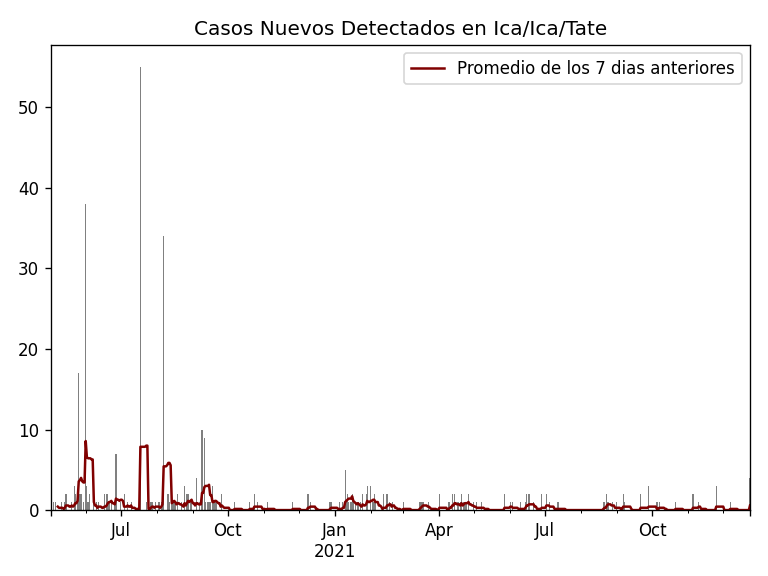 Casos Nuevos Detectados en Ica/Ica/Tate
Promedio de los 7 dias anteriores
50
40
30
20
10
0
Jul Oct Jan Apr Jul Oct
2021